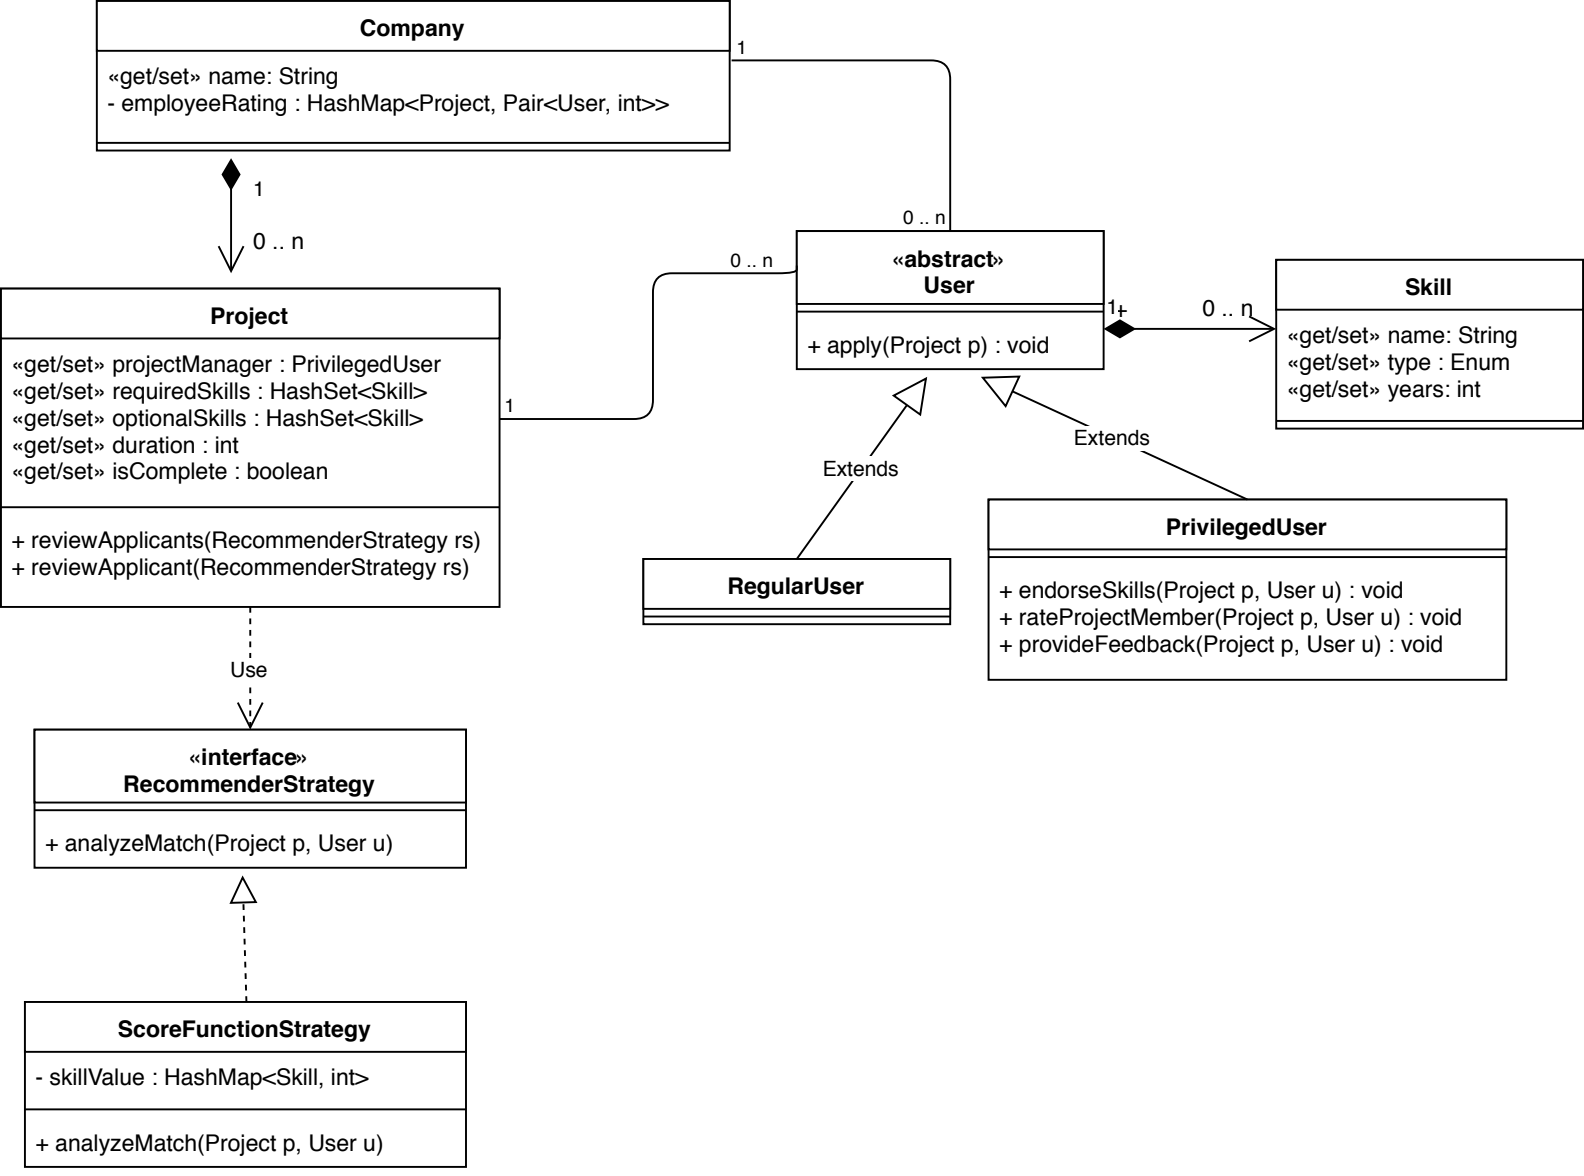 Company
«get/set» name: String
- employeeRating : HashMap<Project, Pair<User, int>>
1
0 .. n
1
0 .. n
Project
«get/set» projectManager : PrivilegedUser
«get/set» requiredSkills : HashSet<Skill>
«get/set» optionalSkills : HashSet<Skill>
«get/set» duration : int
«get/set» isComplete : boolean
+ reviewApplicants(RecommenderStrategy rs)
+ reviewApplicant(RecommenderStrategy rs)
1
0 .. n
«abstract»
User
+ apply(Project p) : void
1
+
0 .. n
Skill
«get/set» name: String
«get/set» type : Enum
«get/set» years: int
Extends
Extends
RegularUser
PrivilegedUser
+ endorseSkills(Project p, User u) : void
+ rateProjectMember(Project p, User u) : void
+ provideFeedback(Project p, User u) : void
Use
«interface»
RecommenderStrategy
+ analyzeMatch(Project p, User u)
ScoreFunctionStrategy
- skillValue : HashMap<Skill, int>
+ analyzeMatch(Project p, User u)